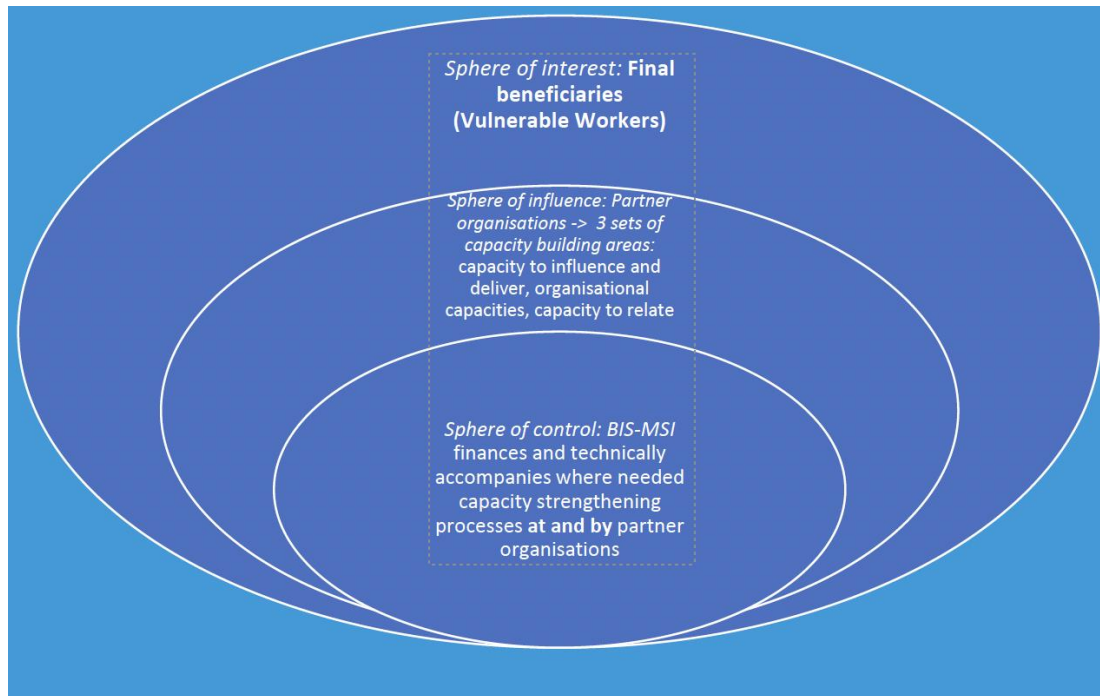 Sphere of interest: Final
beneficiaries
(Vulnerable Workers)
Sphere of influence: Partner
organisations -> 3 sets of
capacity building areas:
capacity to influence and
deliver, organisational
capacities, capacity to relate
Sphere of control: BIS-MSI
finances and technically
accompanies where needed
capacity strengthening
processes at and by partner
organisations